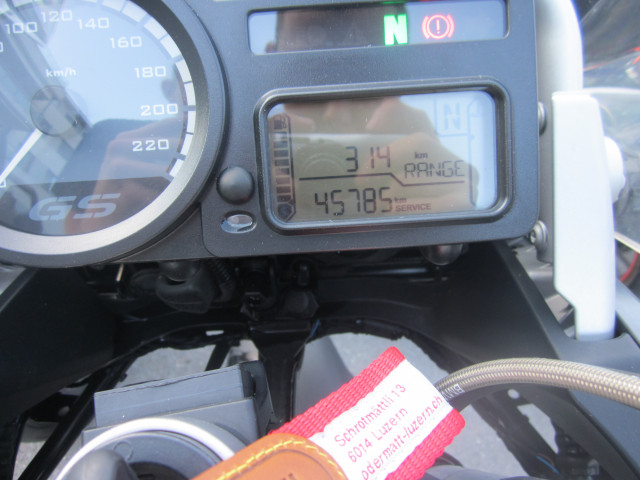 100
120
140
160
180
200
220
km/h
GS
N
N
314 km
RANGE
45785 km
SERVICE
Schrotmättli 13
6014 Luzern
odermatt-luzern.ch